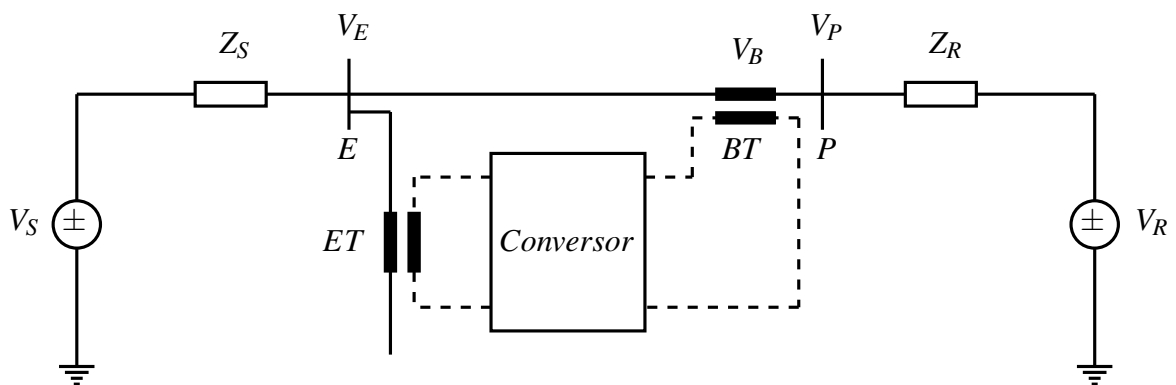 V_E
V_P
Z_S
V_B
Z_R
E
BT
P
V_S
±
ET
Conversor
±
V_R